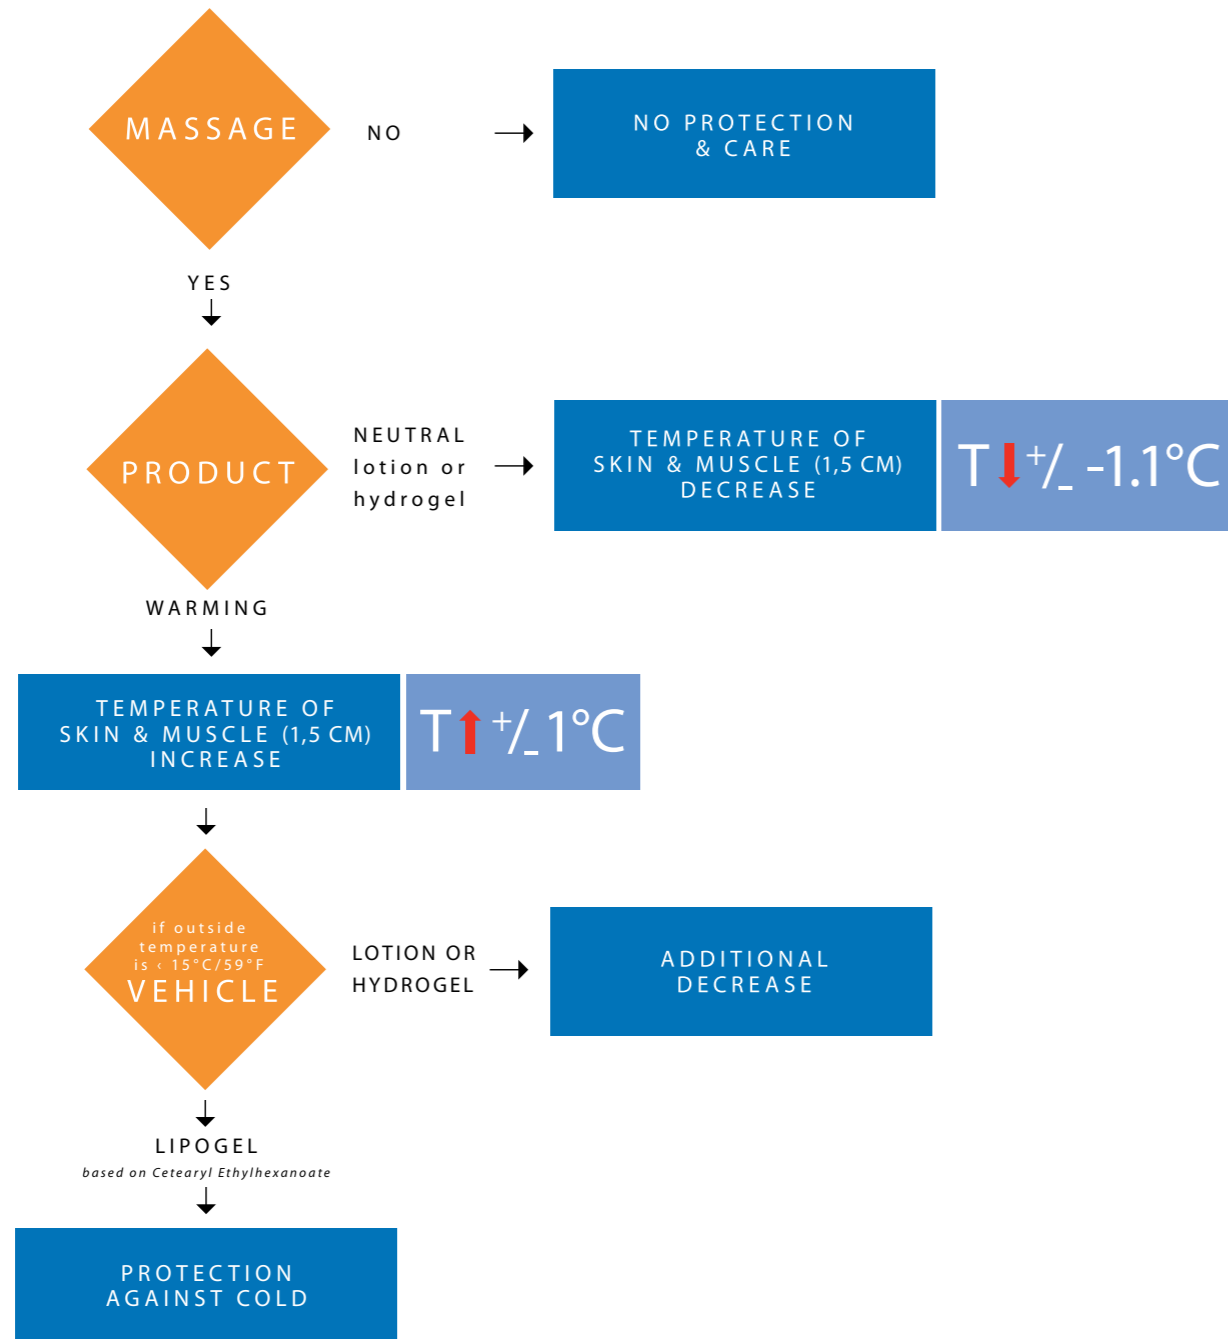 MASSAGE
NO
NO PROTECTION
& CARE
YES
PRODUCT
NEUTRAL
lotion or
hydrogel
TEMPERATURE OF
SKIN & MUSCLE (1,5 CM)
DECREASE
T +/- -1.1°C
WARMING
TEMPERATURE OF
SKIN & MUSCLE (1,5 CM)
INCREASE
T +/- 1°C
if outside
temperature
is ‹ 15°C/59°F
VEHICLE
LOTION OR
HYDROGEL
ADDITIONAL
DECREASE
LIPOGEL
based on Cetearyl Ethylhexanoate
PROTECTION
AGAINST COLD